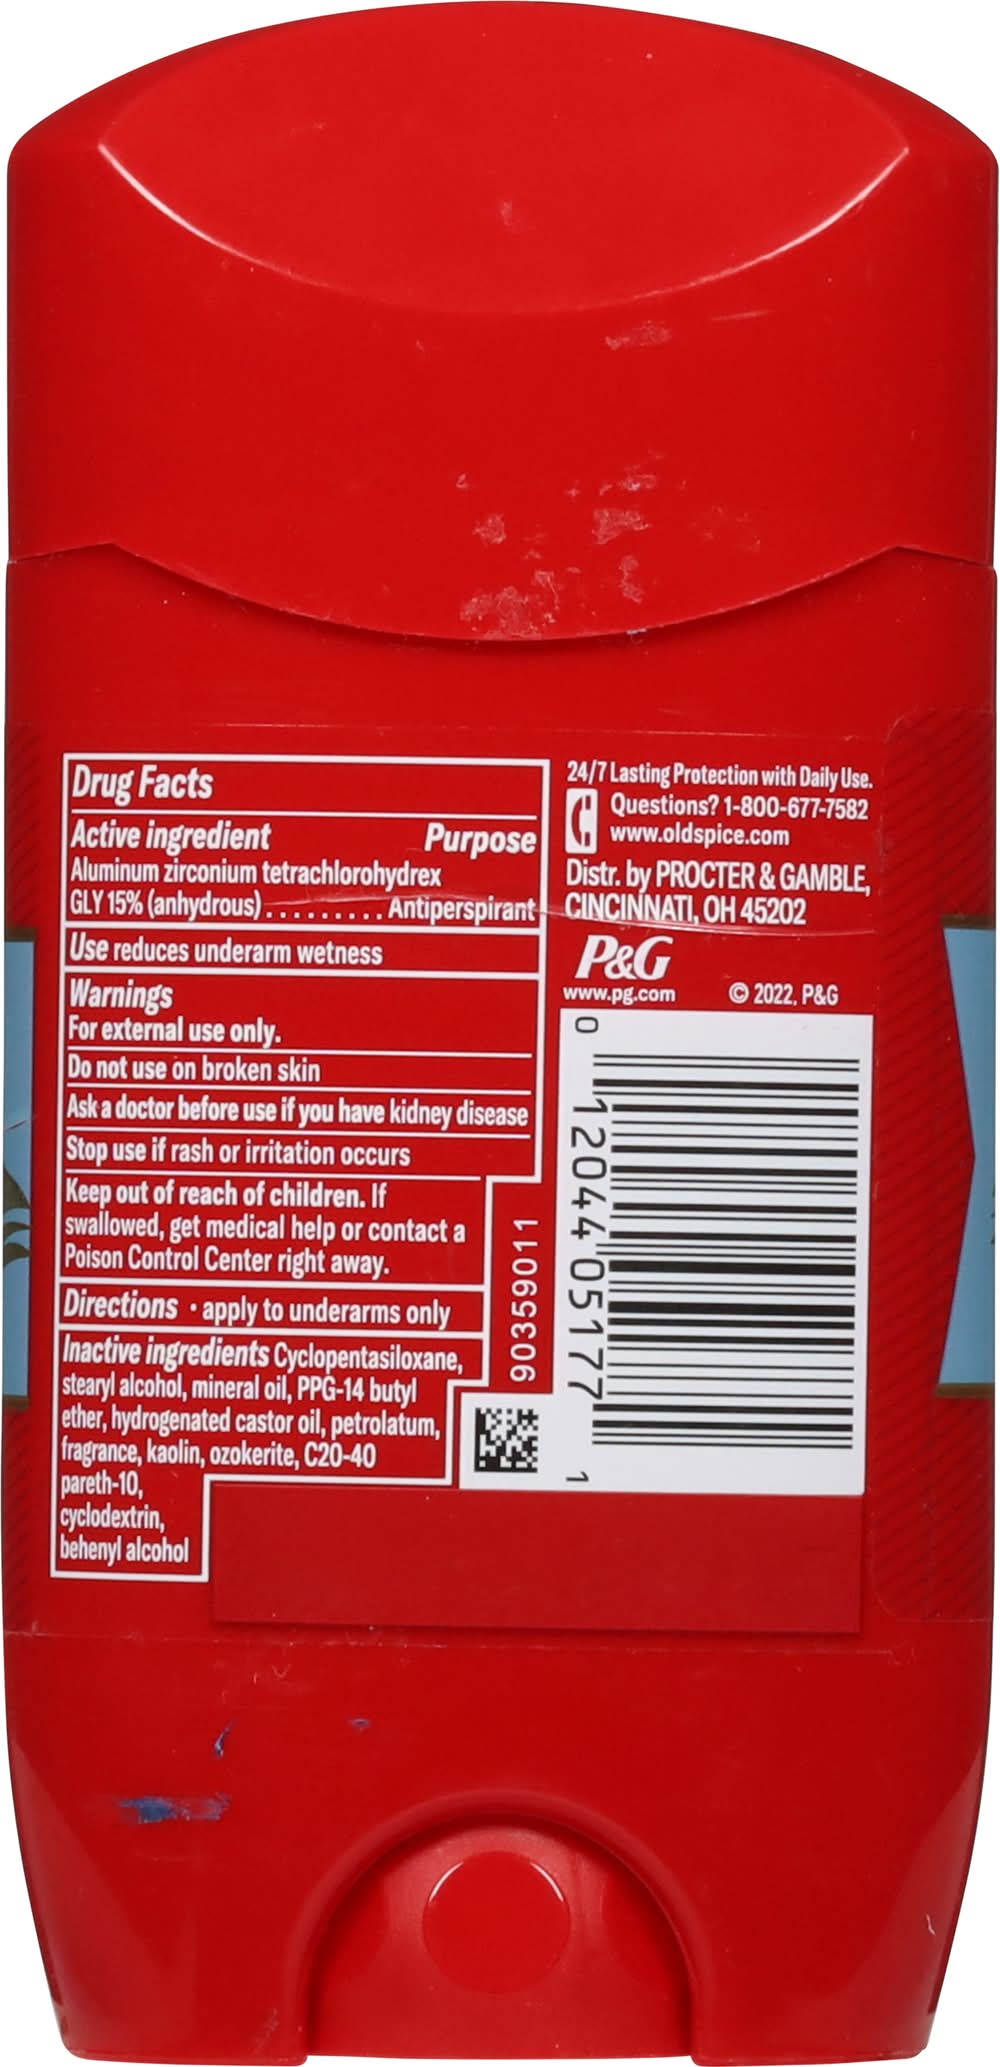 Drug Facts
Active ingredient Purpose
Aluminum zirconium tetrachlorohydrex
GLY 15% (anhydrous).......... Antiperspirant
Use reduces underarm wetness
Warnings
For external use only.
Do not use on broken skin
Ask a doctor before use if you have kidney disease
Stop use if rash or irritation occurs
Keep out of reach of children. If
swallowed, get medical help or contact a
Poison Control Center right away.
Directions • apply to underarms only
Inactive ingredients Cyclopentasiloxane,
stearyl alcohol, mineral oil, PPG-14 butyl
ether, hydrogenated castor oil, petrolatum,
fragrance, kaolin, ozokerite, C20-40
pareth-10,
cyclodextrin,
behenyl alcohol
24/7 Lasting Protection with Daily Use.
Questions? 1-800-677-7582
www.oldspice.com
Distr. by PROCTER & GAMBLE,
CINCINNATI, OH 45202
P&G
www.pg.com © 2022, P&G
90359011
0 12044 05177 1